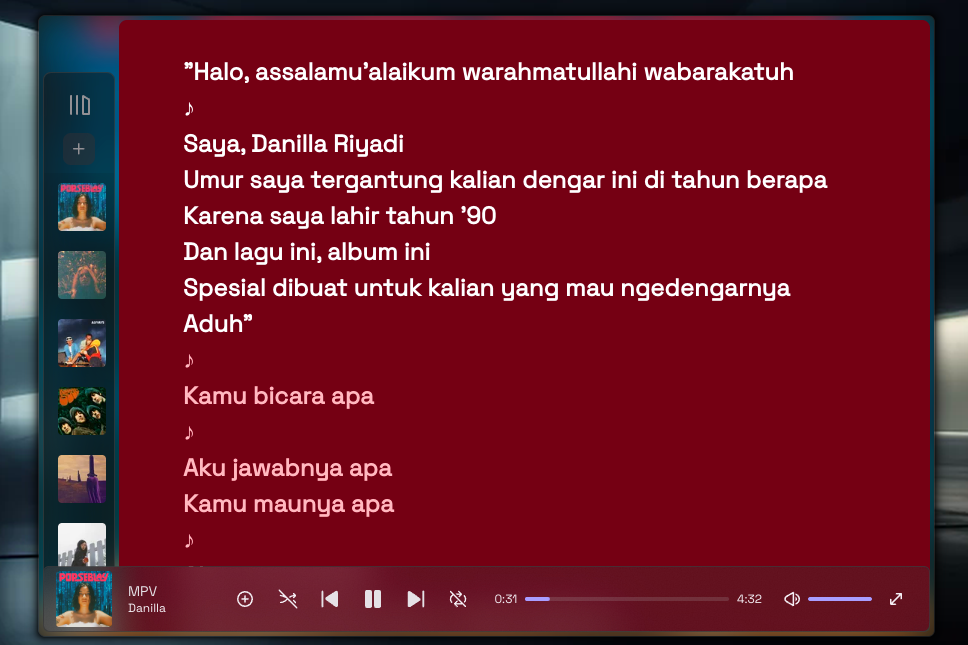 ”Halo, assalamu’alaikum warahmatullahi wabarakatuh
♪
Saya, Danilla Riyadi
Umur saya tergantung kalian dengar ini di tahun berapa
Karena saya lahir tahun ’90
Dan lagu ini, album ini
Spesial dibuat untuk kalian yang mau ngedengarnya
Aduh”
♪
Kamu bicara apa
♪
Aku jawabnya apa
Kamu maunya apa
♪
MPV
Danilla
0:31
4:32